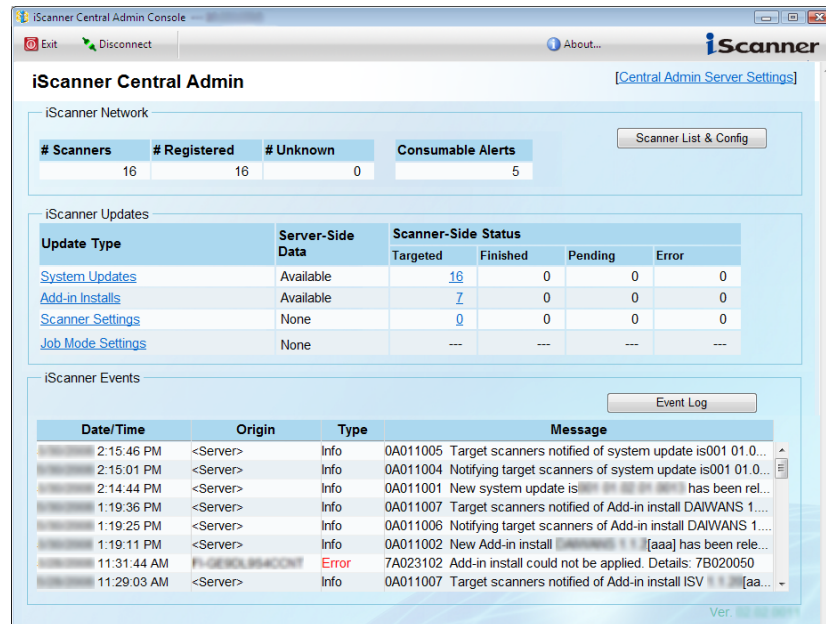 iScanner Central Admin Console —
Exit Disconnect About... iScanner
iScanner Central Admin [Central Admin Server Settings]
iScanner Network
Scanner List & Config
# Scanners # Registered # Unknown Consumable Alerts
16 16 0 5
iScanner Updates
Update Type Server-Side Data Scanner-Side Status
Targeted Finished Pending Error
System Updates Available 16 0 0 0
Add-in Installs Available 7 0 0 0
Scanner Settings None 0 0 0 0
Job Mode Settings None --- --- --- ---
iScanner Events
Event Log
Date/Time Origin Type Message
2:15:46 PM <Server> Info 0A011005 Target scanners notified of system update is001 01.0...
2:15:01 PM <Server> Info 0A011004 Notifying target scanners of system update is001 01.0...
2:14:44 PM <Server> Info 0A011001 New system update is has been rel...
1:19:36 PM <Server> Info 0A011007 Target scanners notified of Add-in install DAIWANS 1....
1:19:25 PM <Server> Info 0A011006 Notifying target scanners of Add-in install DAIWANS 1....
1:19:11 PM <Server> Info 0A011002 New Add-in install [aaa] has been rele...
11:31:44 AM Error 7A023102 Add-in install could not be applied. Details: 7B020050
11:29:03 AM <Server> Info 0A011007 Target scanners notified of Add-in install ISV [aa...
Ver.